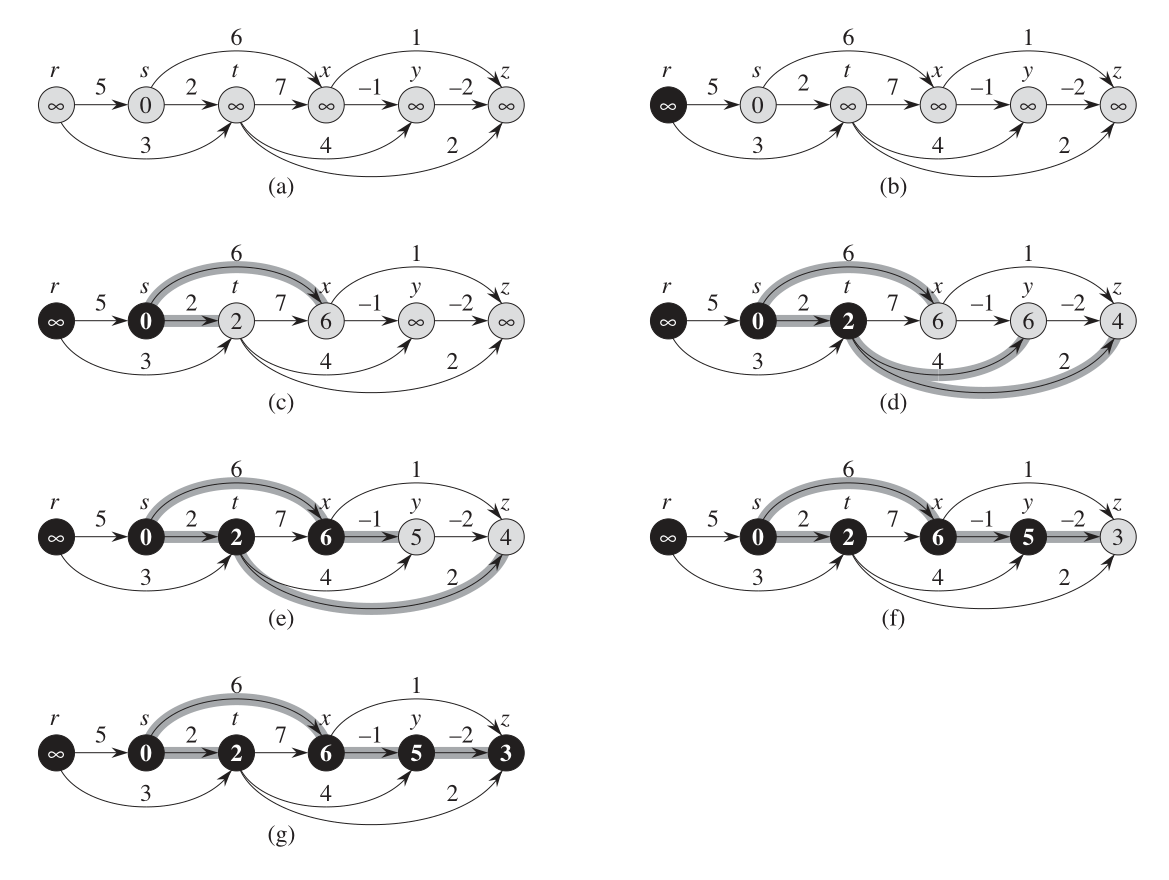 6 1
r s t x y z
5 2 7 –1 –2
∞ 0 ∞ ∞ ∞ ∞
3 4 2
(a)
6 1
r s t x y z
5 2 7 –1 –2
∞ 0 ∞ ∞ ∞ ∞
3 4 2
(b)
6 1
r s t x y z
5 2 7 –1 –2
∞ 0 2 6 ∞ ∞
3 4 2
(c)
6 1
r s t x y z
5 2 7 –1 –2
∞ 0 2 6 6 4
3 4 2
(d)
6 1
r s t x y z
5 2 7 –1 –2
∞ 0 2 6 5 4
3 4 2
(e)
6 1
r s t x y z
5 2 7 –1 –2
∞ 0 2 6 5 3
3 4 2
(f)
6 1
r s t x y z
5 2 7 –1 –2
∞ 0 2 6 5 3
3 4 2
(g)